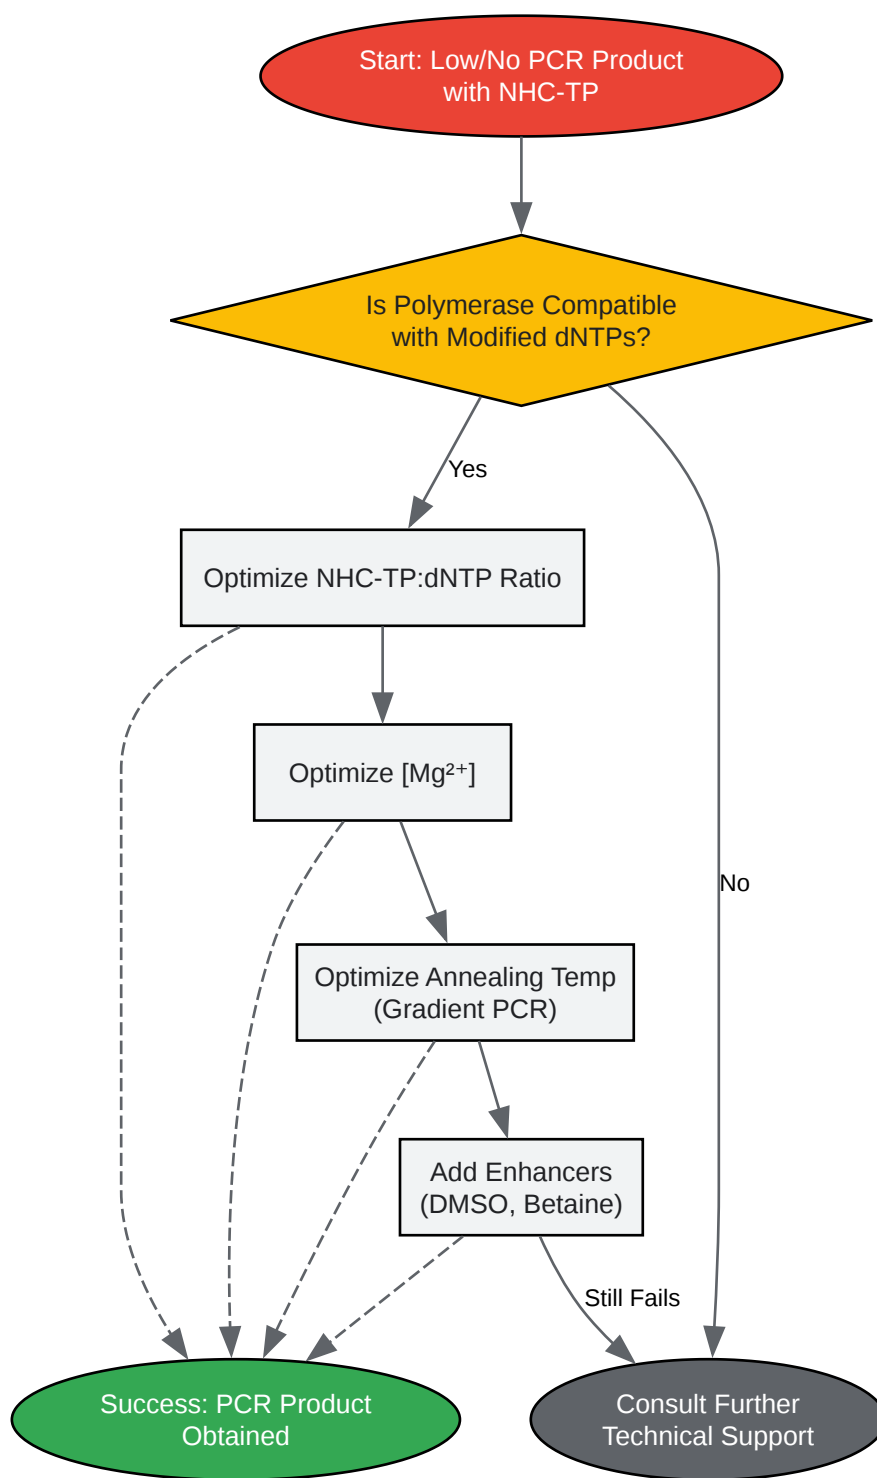 Start: Low/No PCR Product
with NHC-TP
Is Polymerase Compatible
with Modified dNTPs?
Yes
Optimize NHC-TP:dNTP Ratio
Optimize [Mg²⁺]
No
Optimize Annealing Temp
(Gradient PCR)
Add Enhancers
(DMSO, Betaine)
Still Fails
Success: PCR Product
Obtained
Consult Further
Technical Support